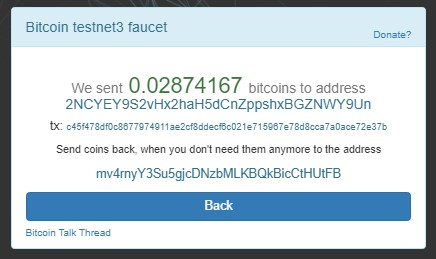 Bitcoin testnet3 faucet
Donate?
We sent 0.02874167 bitcoins to address
2NCYEY9S2vHx2haH5dCnZppshxBGZNWY9Un
tx: c45f478df0c8677974911ae2cf8ddecf6c021e715967e78d8cca7a0ace72e37b
Send coins back, when you don't need them anymore to the address
mv4rnyY3Su5gjcDNzbMLKBQkBicCtHUtFB
Back
Bitcoin Talk Thread